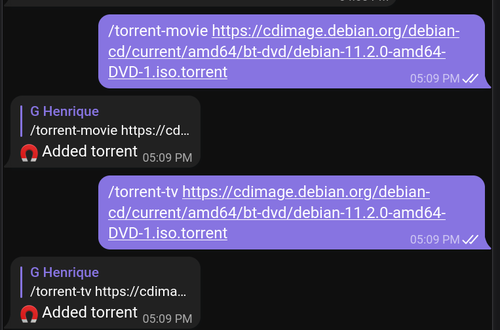 /torrent-movie https://cdimage.debian.org/debian-
cd/current/amd64/bt-dvd/debian-11.2.0-amd64-
DVD-1.iso.torrent
05:09 PM
G Henrique
/torrent-movie https://cd...
Added torrent 05:09 PM
/torrent-tv https://cdimage.debian.org/debian-
cd/current/amd64/bt-dvd/debian-11.2.0-amd64-
DVD-1.iso.torrent
05:09 PM
G Henrique
/torrent-tv https://cdima...
Added torrent 05:09 PM